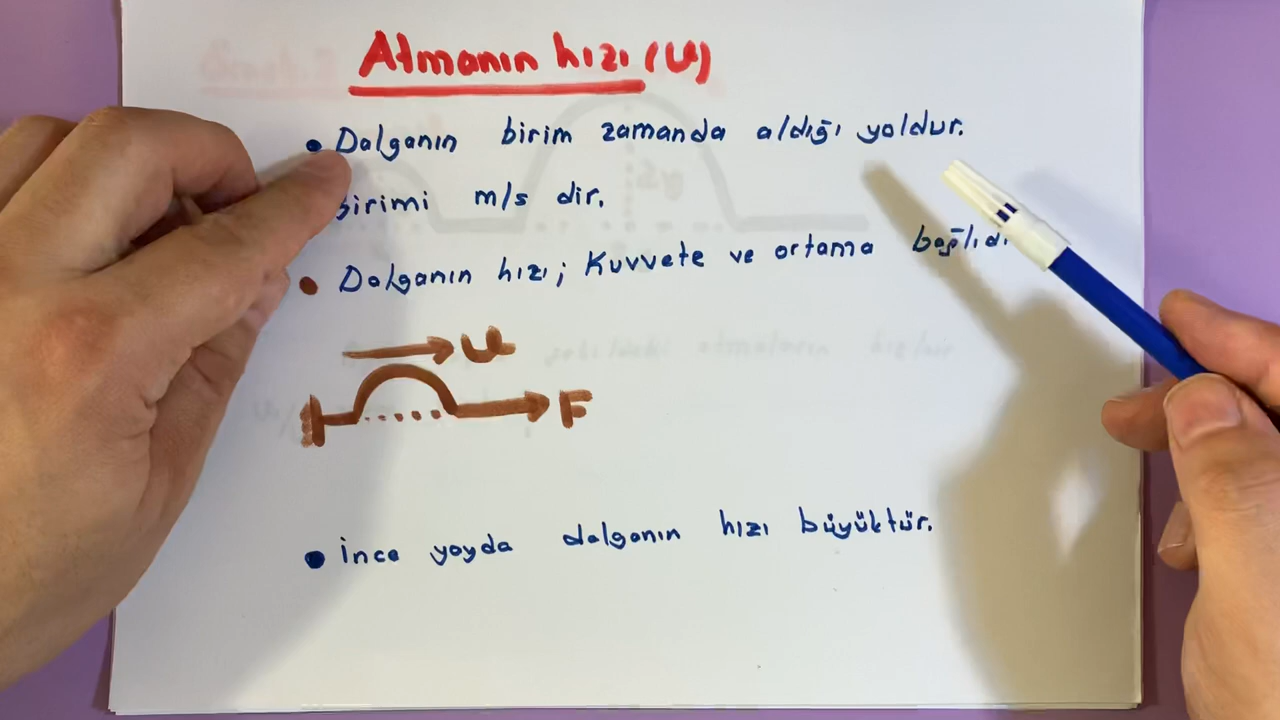 Atmanın hızı (v)
• Dalganın birim zamanda aldığı yoldur.
Birimi m/s dir.
• Dalganın hızı; Kuvvete ve ortama
v
F
• İnce yayda dalganın hızı büyüktür.